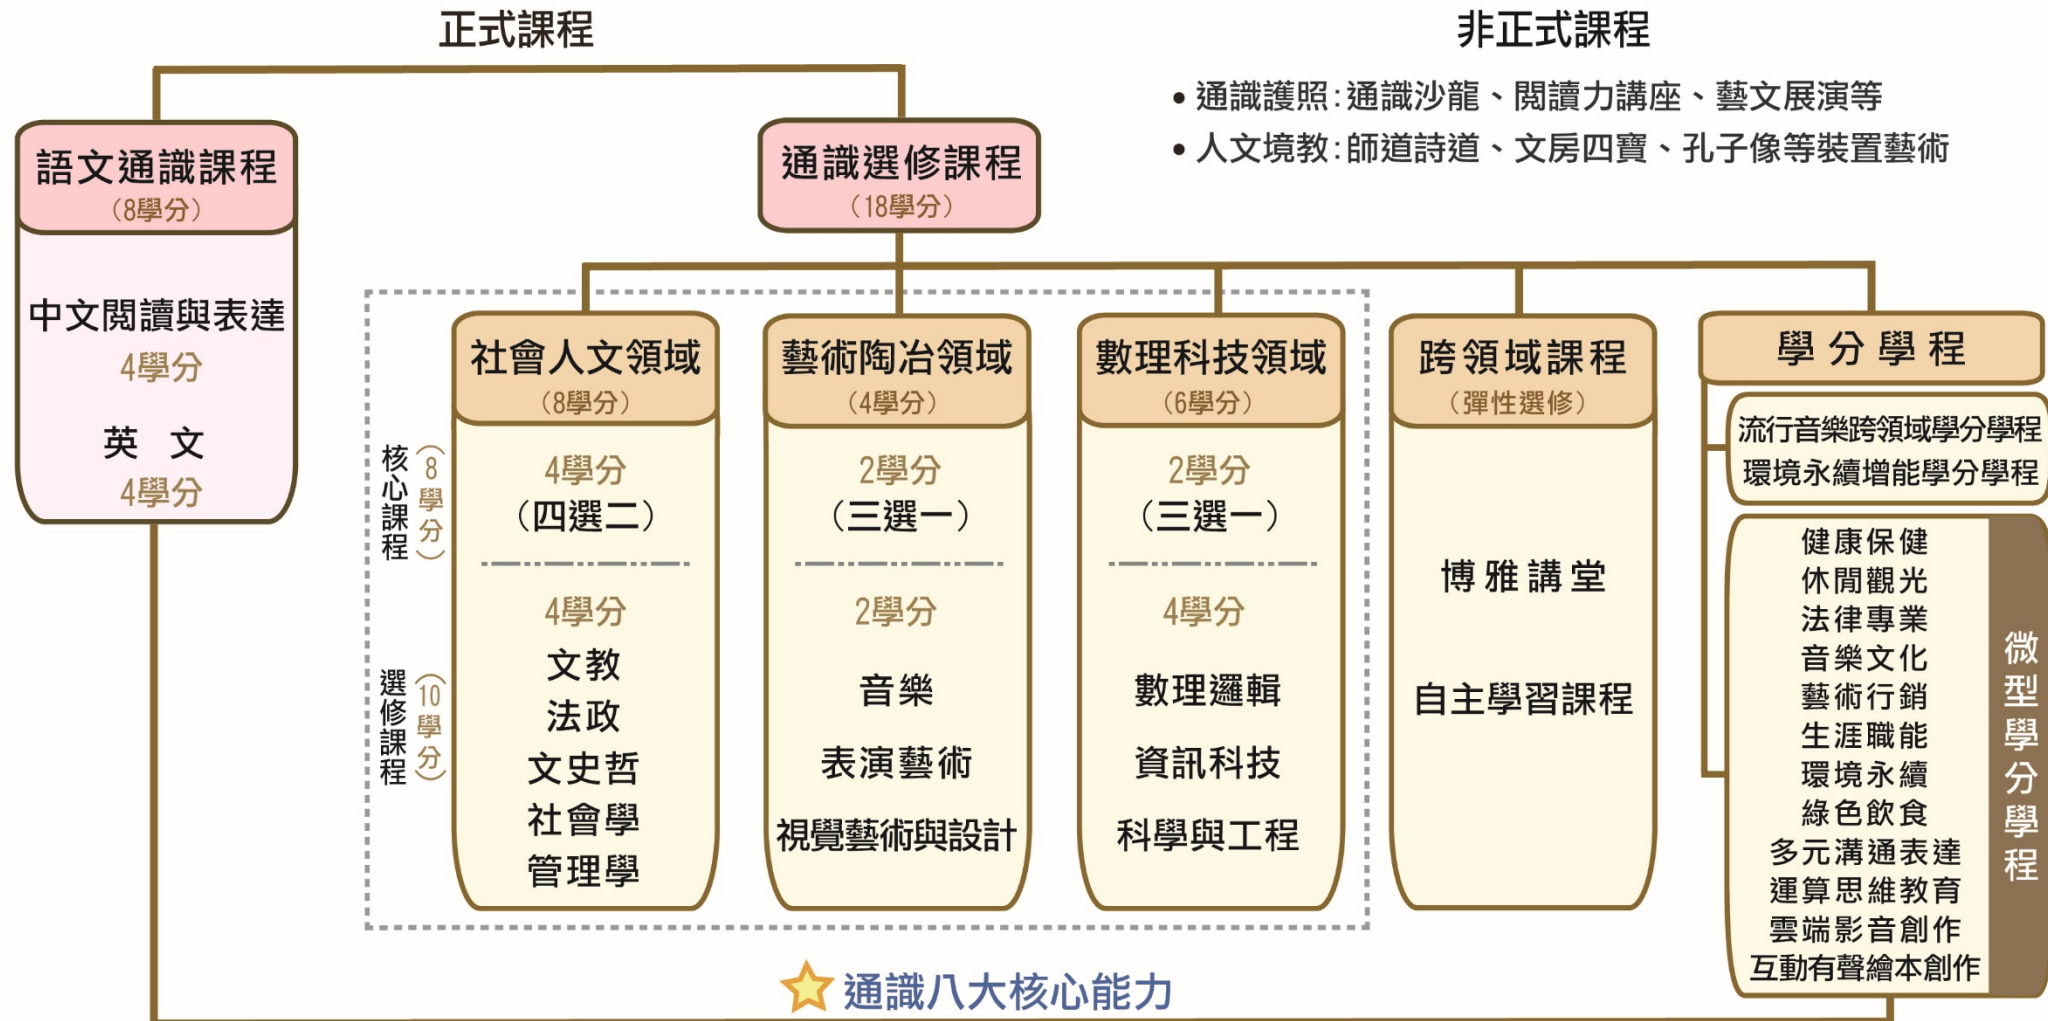 正式課程
非正式課程
• 通識護照:通識沙龍、閱讀力講座、藝文展演等
• 人文境教:師道詩道、文房四寶、孔子像等裝置藝術
語文通識課程
(8學分)
中文閱讀與表達
4學分
英 文
4學分
通識選修課程
(18學分)
核心課程
(8學分)
選修課程
(10學分)
社會人文領域
(8學分)
4學分
(四選二)
4學分
文教
法政
文史哲
社會學
管理學
藝術陶冶領域
(4學分)
2學分
(三選一)
2學分
音樂
表演藝術
視覺藝術與設計
數理科技領域
(6學分)
2學分
(三選一)
4學分
數理邏輯
資訊科技
科學與工程
跨領域課程
(彈性選修)
博雅講堂
自主學習課程
學分學程
流行音樂跨領域學分學程
環境永續增能學分學程
健康保健
休閒觀光
法律專業
音樂文化
藝術行銷
生涯職能
環境永續
綠色飲食
多元溝通表達
運算思維教育
雲端影音創作
互動有聲繪本創作
微型學分學程
通識八大核心能力